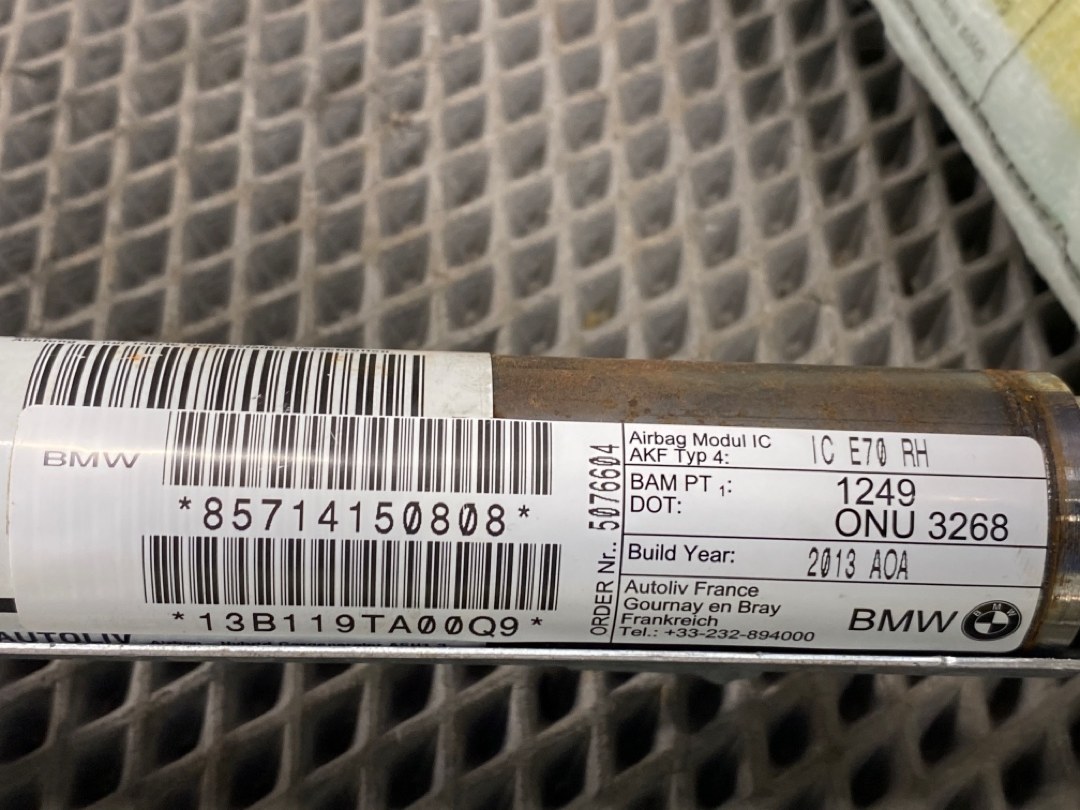 BMW
*85714150808*
*13B119TA00Q9*
AUTOLIV
ORDER Nr.. 5076604
Airbag Modul IC
AKF Typ 4:
IC E70 RH
BAM PT 1:
1249
DOT:
ONU 3268
Build Year:
2013 AOA
Autoliv France
Gournay en Bray
Frankreich
Tel.: +33-232-894000
BMW
BMW